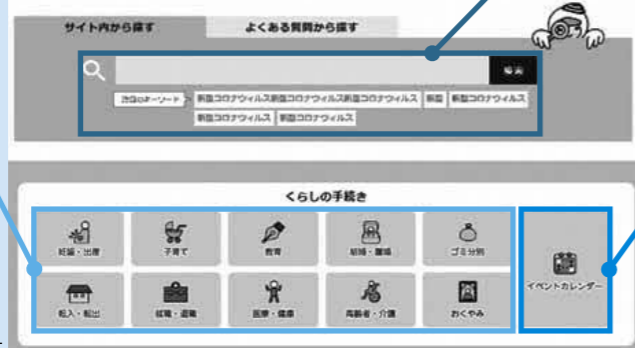 サイト内から探す
よくある質問から探す
検索
注目のキーワード
新型コロナウィルス新型コロナウィルス新型コロナウィルス
新型
新型コロナウィルス
新型コロナウィルス
新型コロナウィルス
くらしの手続き
妊娠・出産
子育て
教育
結婚・離婚
ゴミ分別
イベントカレンダー
転入・転出
就職・退職
医療・健康
高齢者・介護
おくやみ